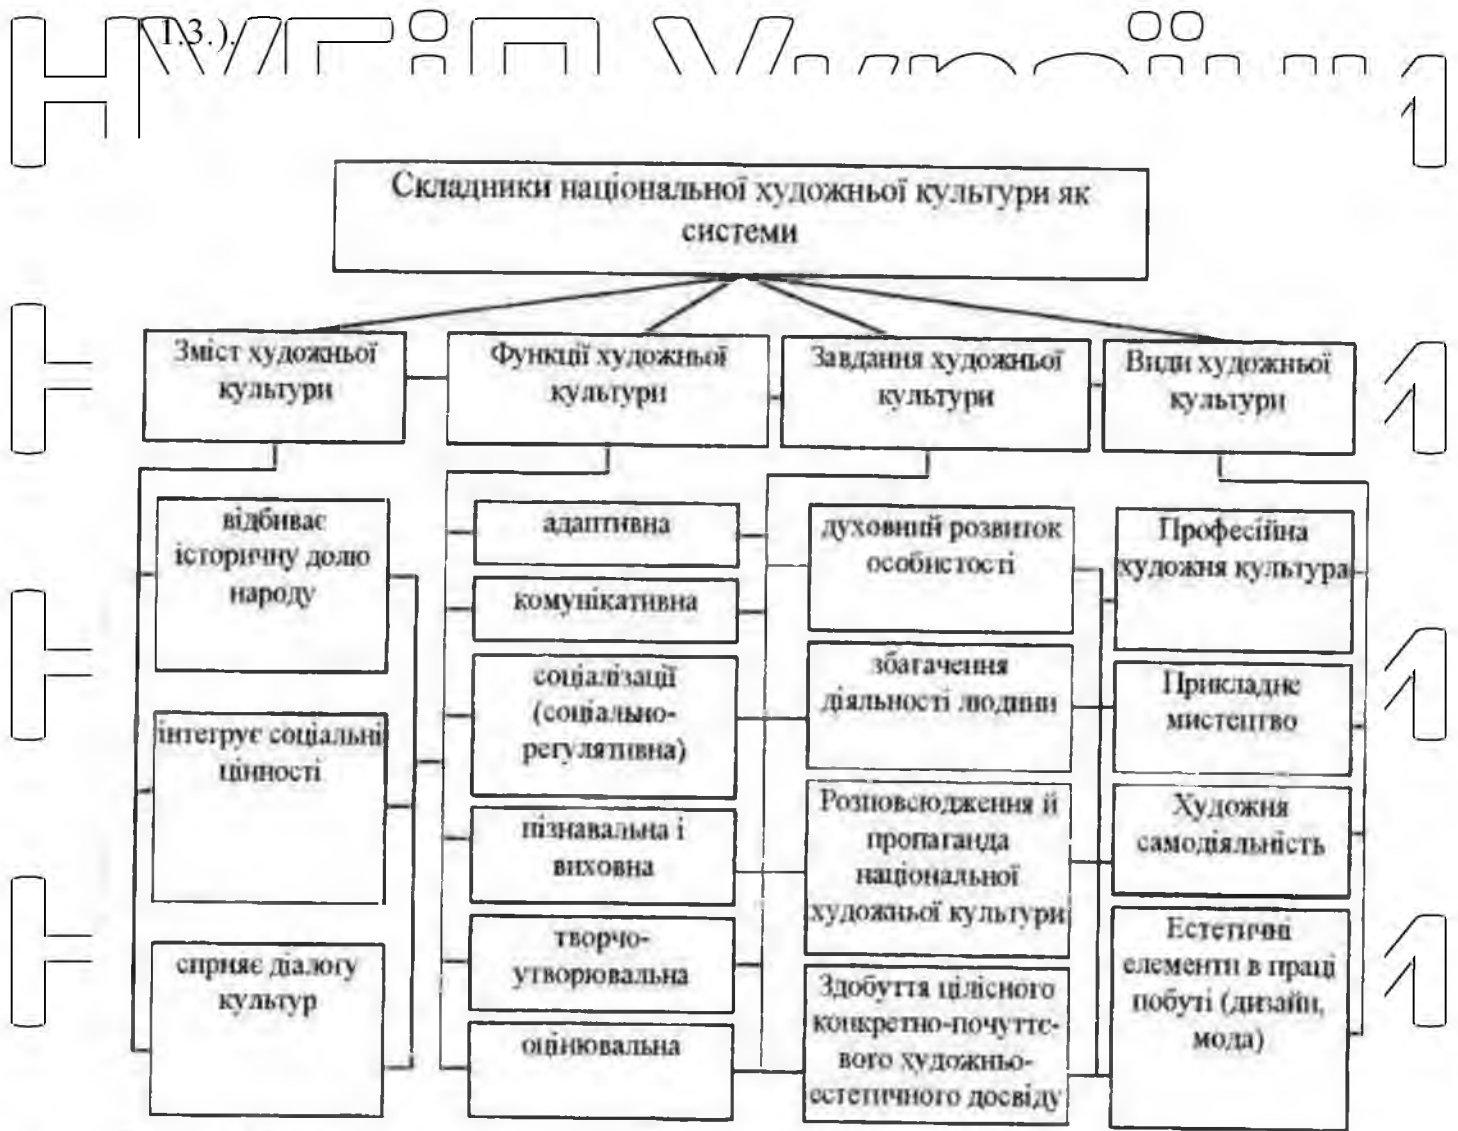 1.3.).
Складники національної художньої культури як
системи
Зміст художньої
культури
Функції художньої
культури
Завдання художньої
культури
Види художньої
культури
відбиває
історичну долю
народу
інтегрує соціальні
цінності
сприяє діалогу
культур
адаптивна
комунікативна
соціалізації
(соціально-
регулятивна)
пізнавальна і
виховна
творчо-
утворювальна
оцінювальна
духовний розвиток
особистості
збагачення
діяльності людини
Розповсюдження й
пропаганда
національної
художньої культури
Здобуття цілісного
конкретно-почуттє-
вого художньо-
естетичного досвіду
Професійна
художня культура
Прикладне
мистецтво
Художня
самодіяльність
Естетичні
елементи в праці
побуті (дизайн,
мода)